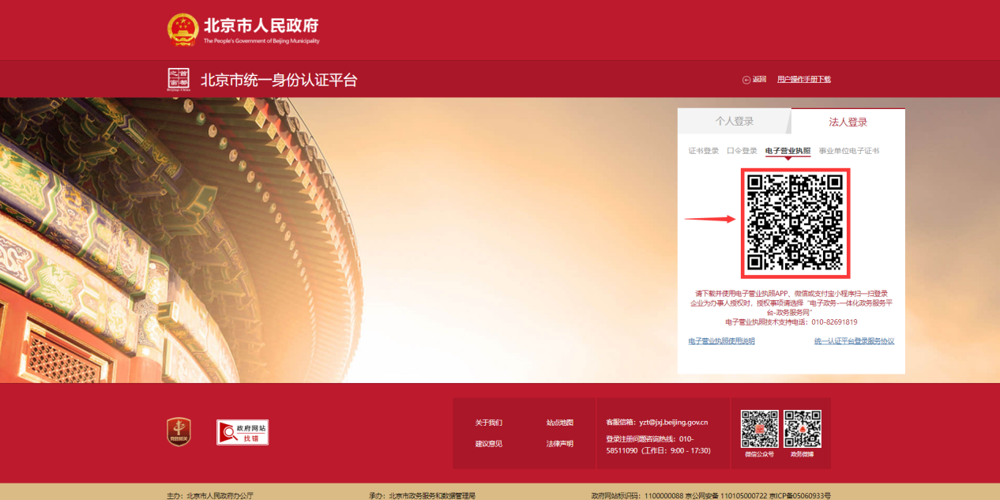 北京市人民政府
The People's Government of Beijing Municipality
首都之窗
Beijing-China
北京市统一身份认证平台
返回 用户操作手册下载
个人登录 法人登录
证书登录 口令登录 电子营业执照 事业单位电子证书
请下载并使用电子营业执照APP、微信或支付宝小程序扫一扫登录
企业为办事人授权时，授权事项请选择“电子政务-一体化政务服务平
台-政务服务网”
电子营业执照技术支持电话：010-82691819
电子营业执照使用说明 统一认证平台登录服务协议
党政机关
政府网站
找错
关于我们 站点地图
建议意见 法律声明
客服信箱：yzt@jxj.beijing.gov.cn
登录注册问题咨询热线：010-
58511090（工作日：9:00 - 17:30）
微信公众号 政务微博
主办：北京市人民政府办公厅 承办：北京市政务服务和数据管理局 政府网站标识码：1100000088 京公网安备 110105000722 京ICP备05060933号